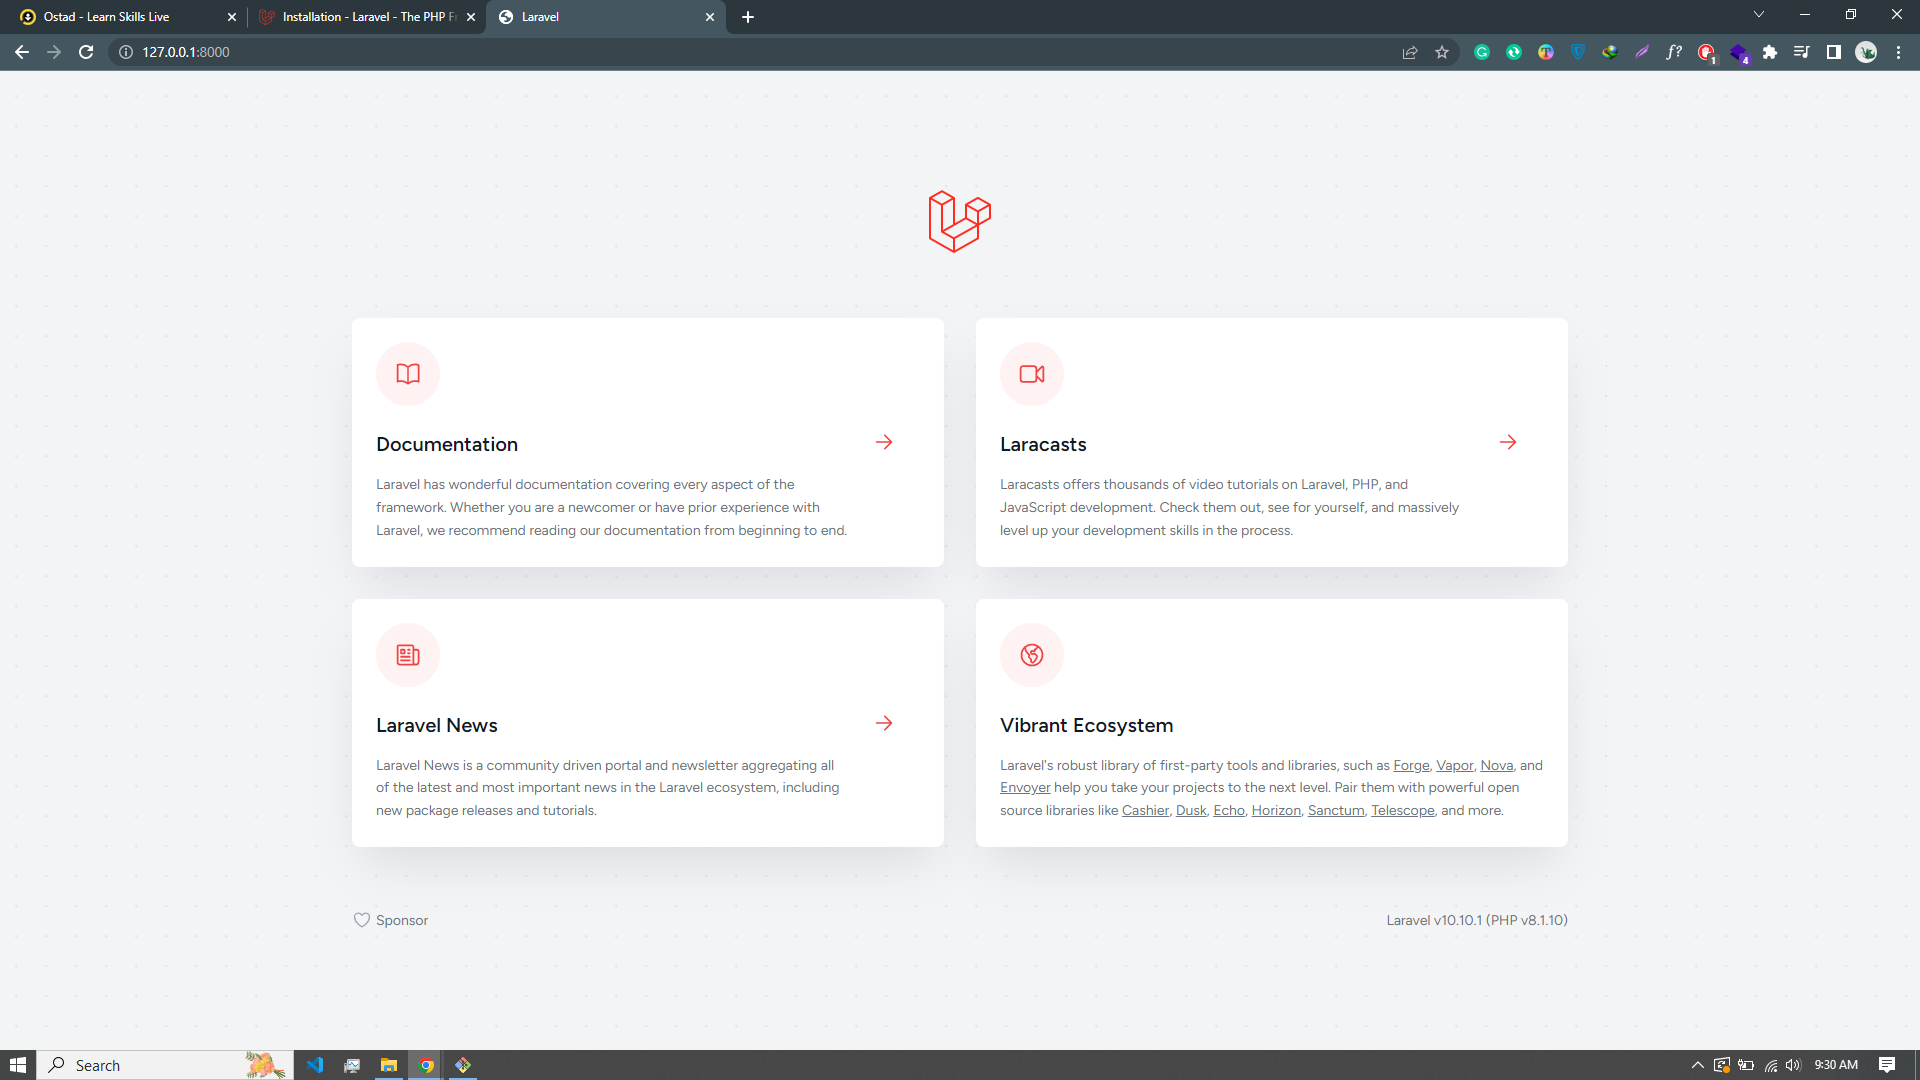 Ostad - Learn Skills Live
Installation - Laravel - The PHP Fr
Laravel
127.0.0.1:8000
f?
1
4
Documentation
Laravel has wonderful documentation covering every aspect of the
framework. Whether you are a newcomer or have prior experience with
Laravel, we recommend reading our documentation from beginning to end.
Laracasts
Laracasts offers thousands of video tutorials on Laravel, PHP, and
JavaScript development. Check them out, see for yourself, and massively
level up your development skills in the process.
Laravel News
Laravel News is a community driven portal and newsletter aggregating all
of the latest and most important news in the Laravel ecosystem, including
new package releases and tutorials.
Vibrant Ecosystem
Laravel's robust library of first-party tools and libraries, such as Forge, Vapor, Nova, and
Envoyer help you take your projects to the next level. Pair them with powerful open
source libraries like Cashier, Dusk, Echo, Horizon, Sanctum, Telescope, and more.
Sponsor
Laravel v10.10.1 (PHP v8.1.10)
Search
9:30 AM